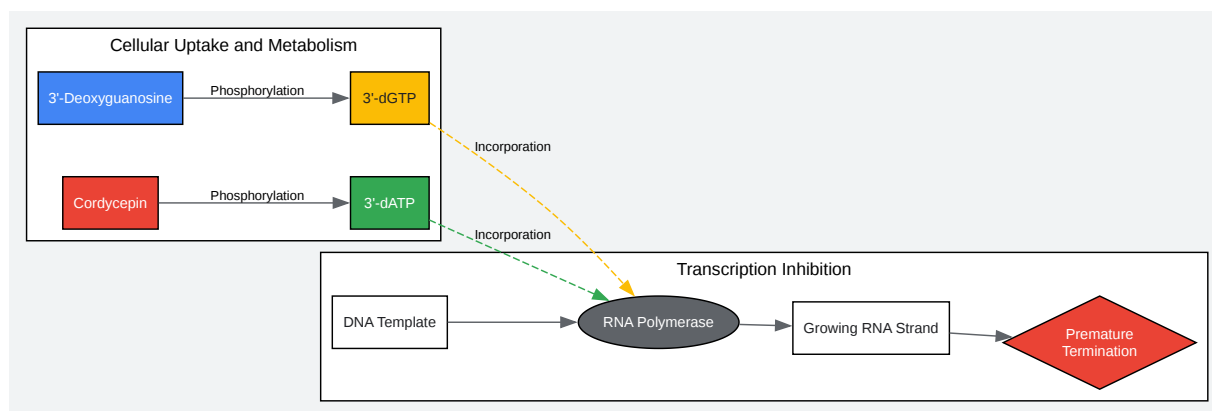 Cellular Uptake and Metabolism
3'-Deoxyguanosine
Phosphorylation
3'-dGTP
Incorporation
Cordycepin
Phosphorylation
3'-dATP
Incorporation
Transcription Inhibition
DNA Template
RNA Polymerase
Growing RNA Strand
Premature
Termination